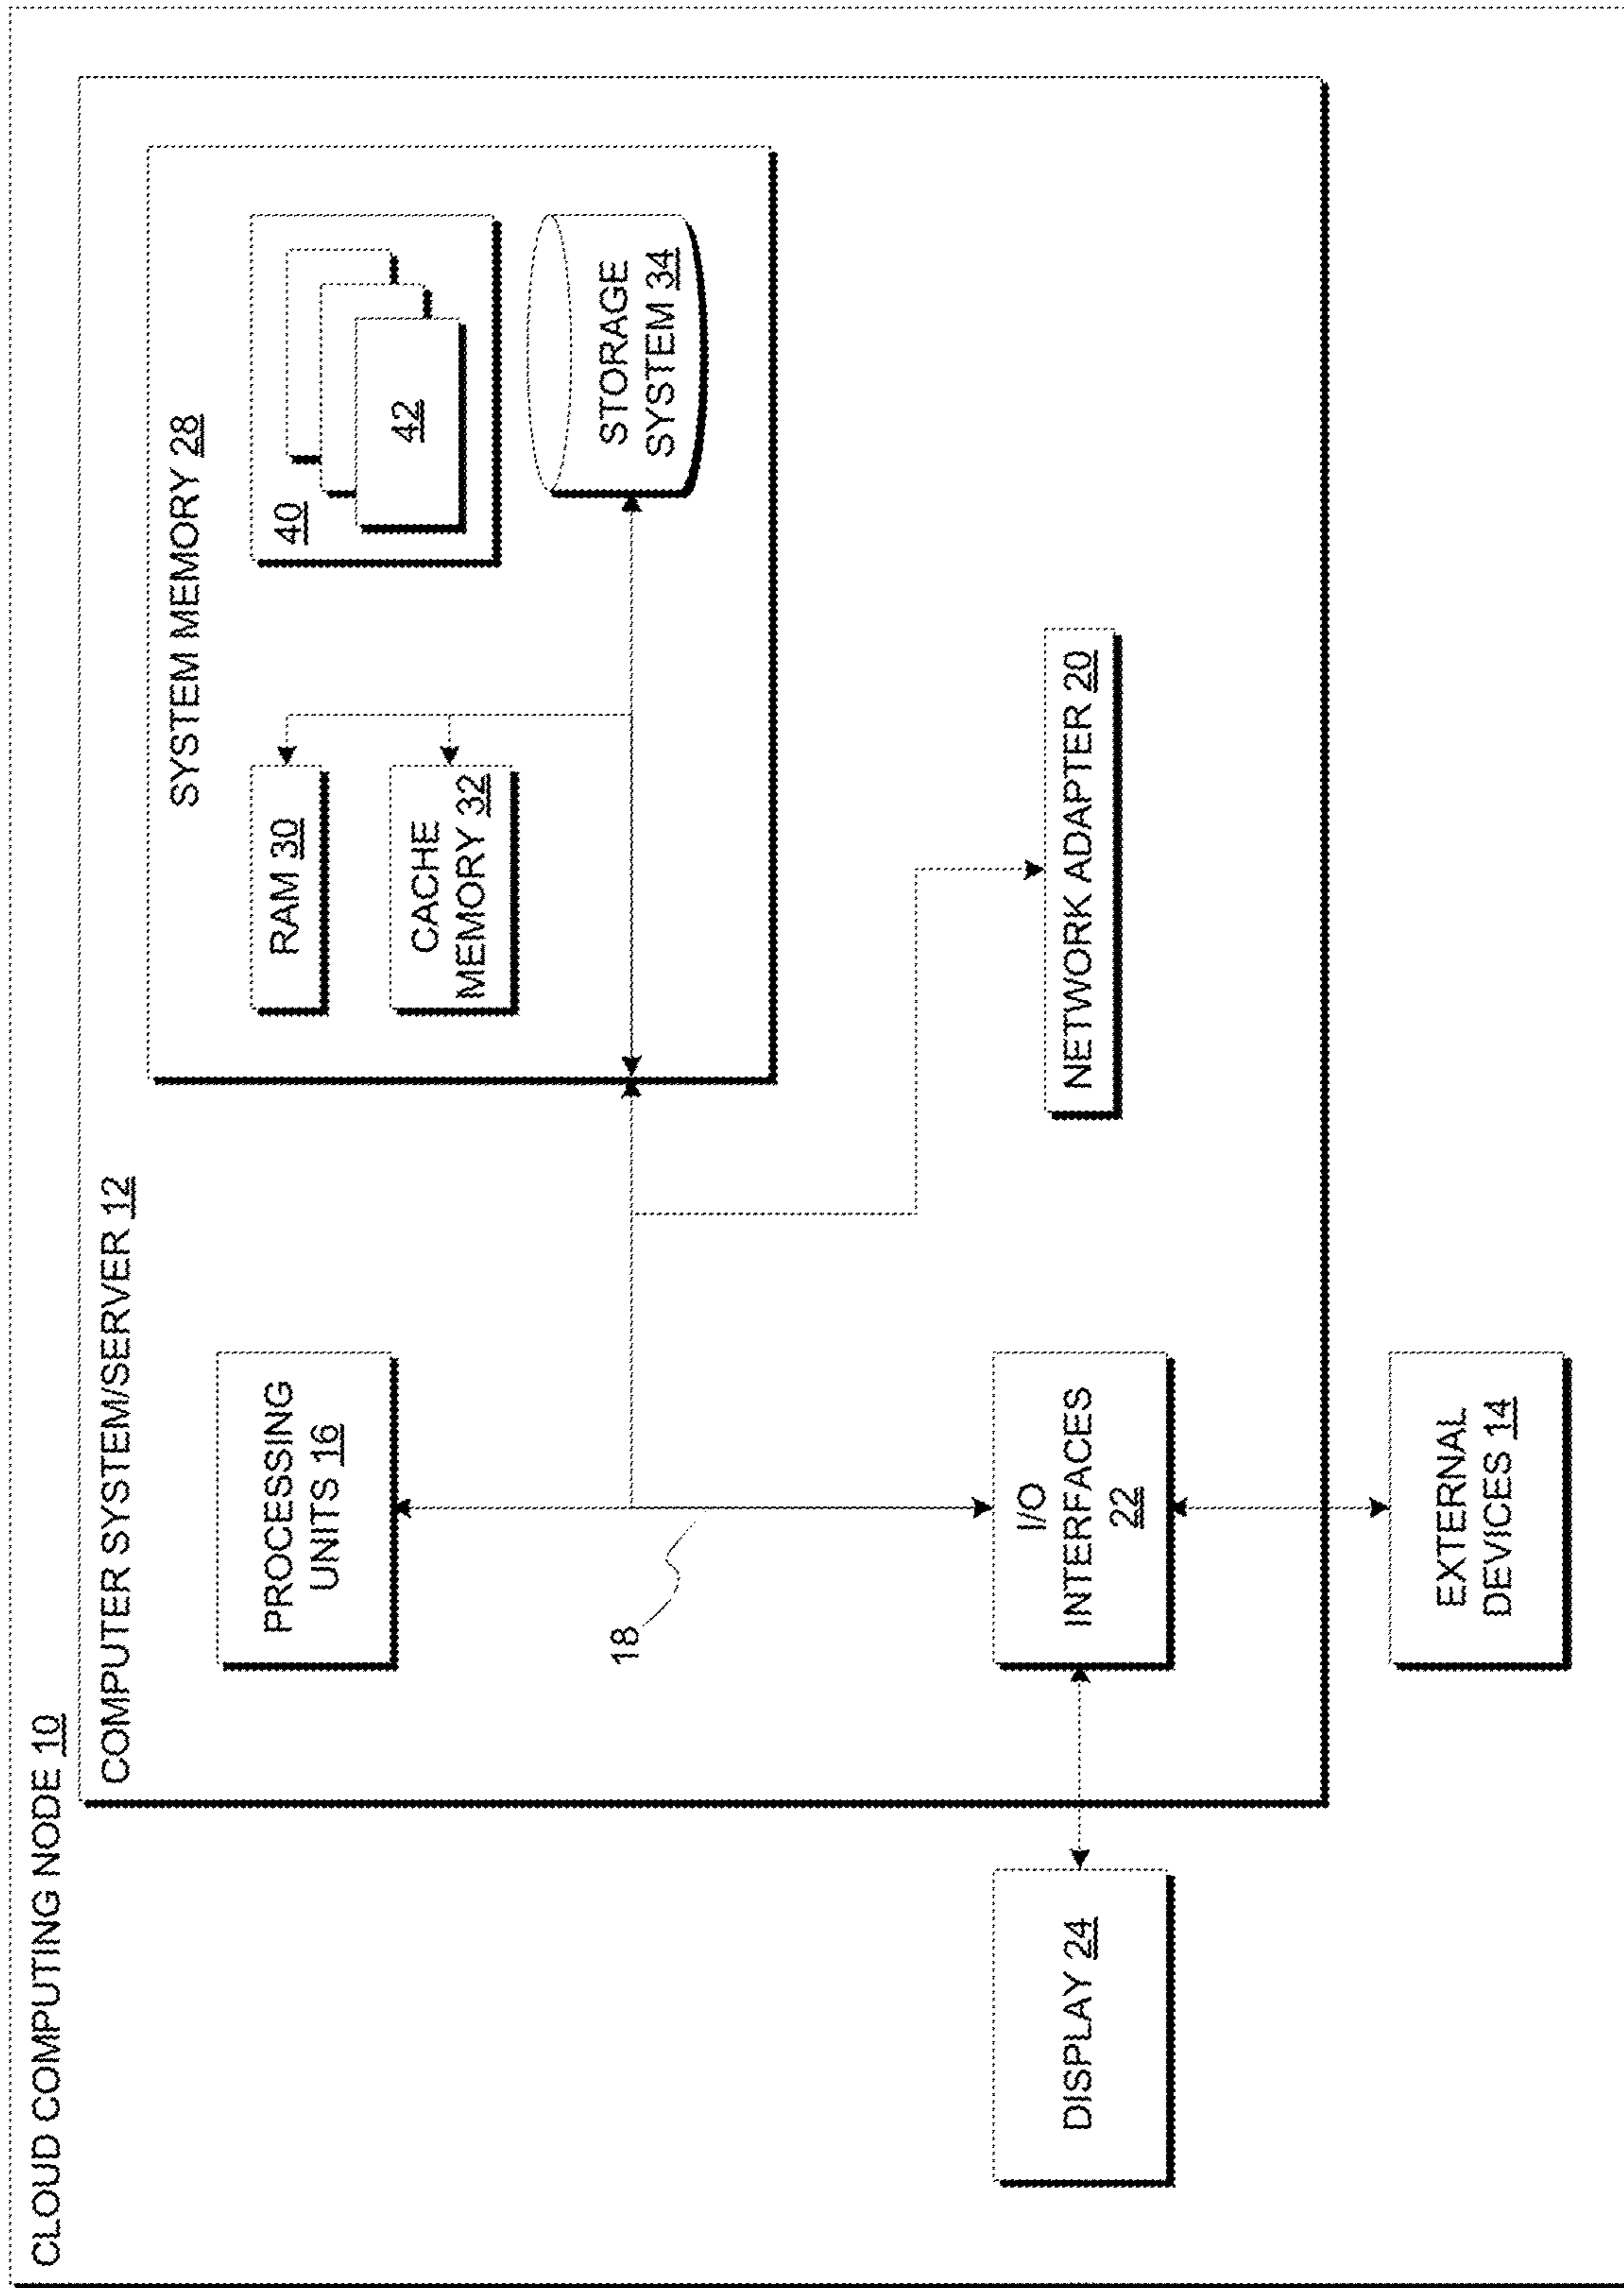 CLOUD COMPUTING NODE 10
COMPUTER SYSTEM/SERVER 12
SYSTEM MEMORY 28
PROCESSING
UNITS 16
RAM 30
40
42
CACHE
MEMORY 32
STORAGE
SYSTEM 34
18
DISPLAY 24
I/O
INTERFACES
22
NETWORK ADAPTER 20
EXTERNAL
DEVICES 14